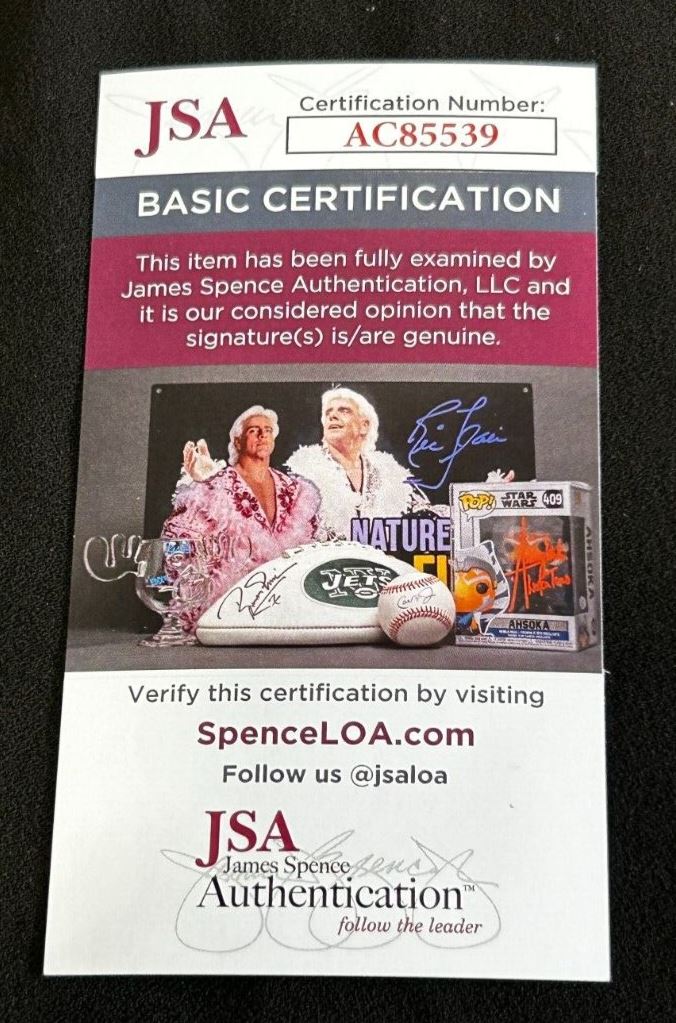 JSA
Certification Number:
AC85539
BASIC CERTIFICATION
This item has been fully examined by
James Spence Authentication, LLC and
it is our considered opinion that the
signature(s) is/are genuine.
NATURE
JETS
POP!
STAR
WARS
409
AHSOKA
AHSOKA
Verify this certification by visiting
SpenceLOA.com
Follow us @jsaloa
JSA
James Spence
Authentication™
follow the leader